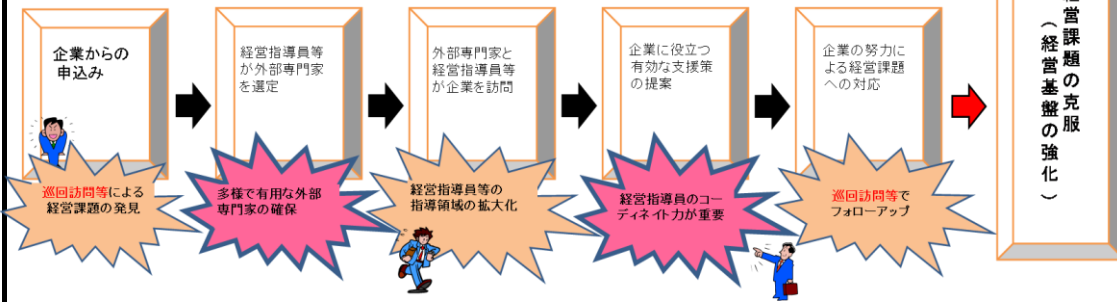 企業からの
申込み
経営指導員等
が外部専門家
を選定
外部専門家と
経営指導員等
が企業を訪問
企業に役立つ
有効な支援策
の提案
企業の努力に
よる経営課題
への対応
営課題の克服
（経営基盤の強化）
巡回訪問等による
経営課題の発見
多様で有用な外部
専門家の確保
経営指導員等の
指導領域の拡大化
経営指導員のコー
ディネイト力が重要
巡回訪問等で
フォローアップ